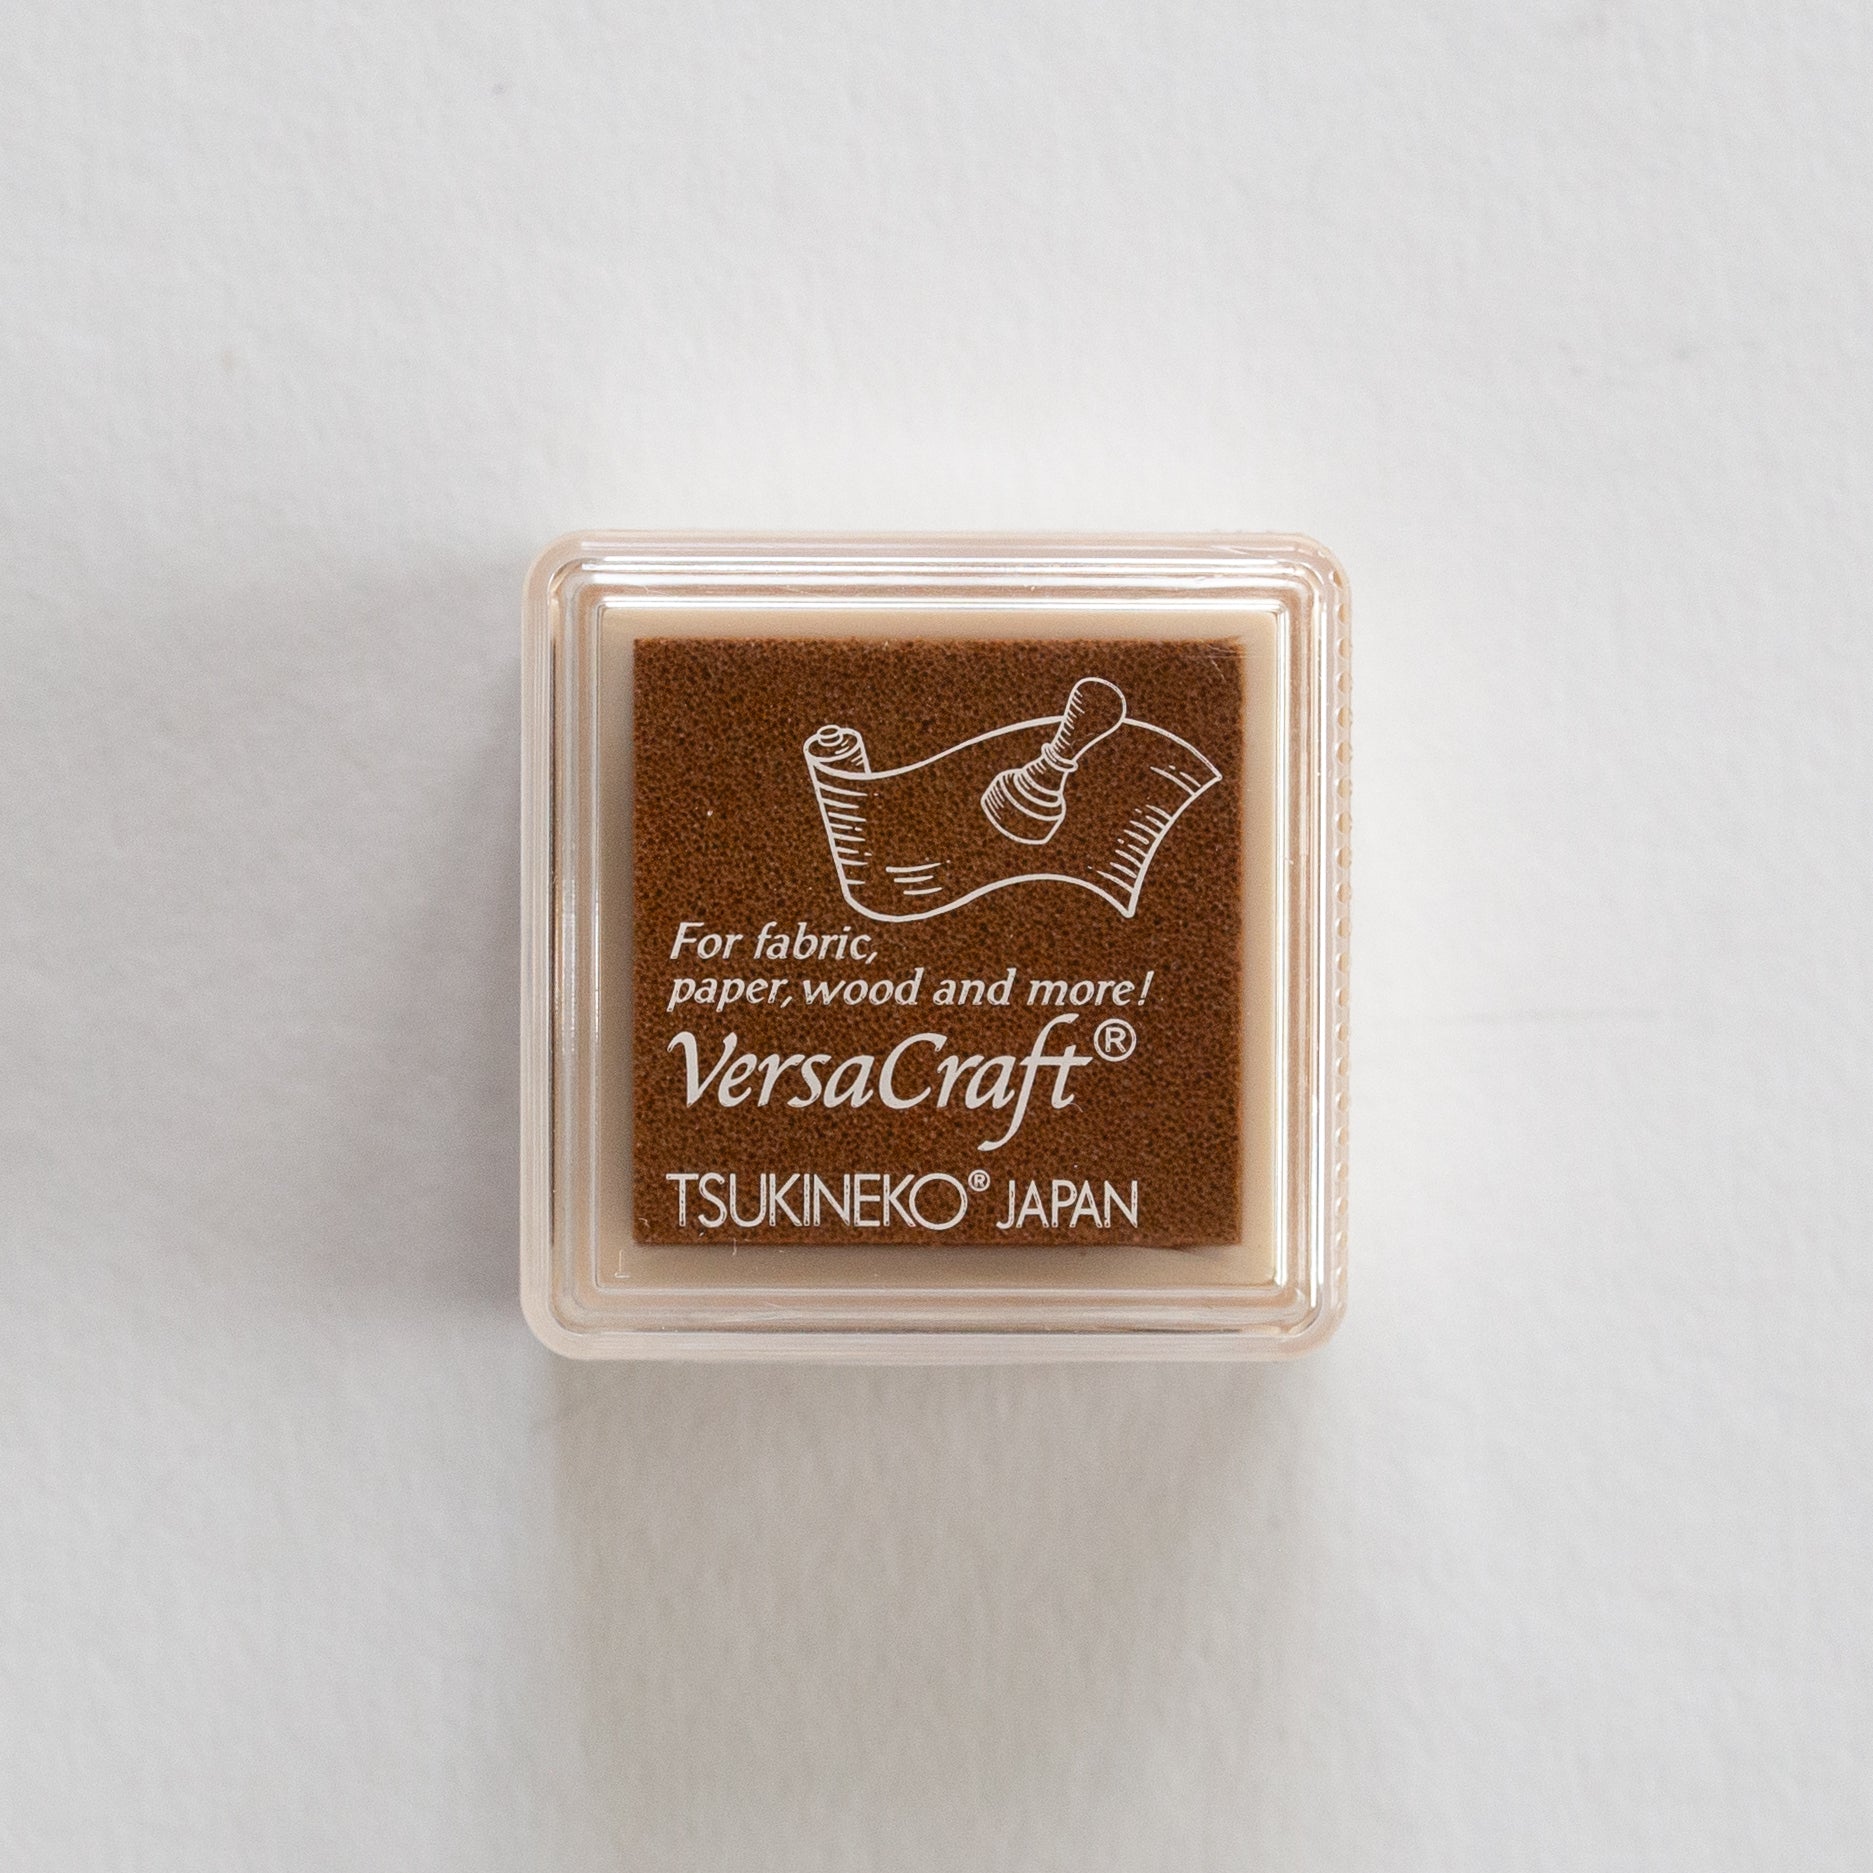 For fabric,
paper, wood and more!
VersaCraft®
TSUKINEKO® JAPAN